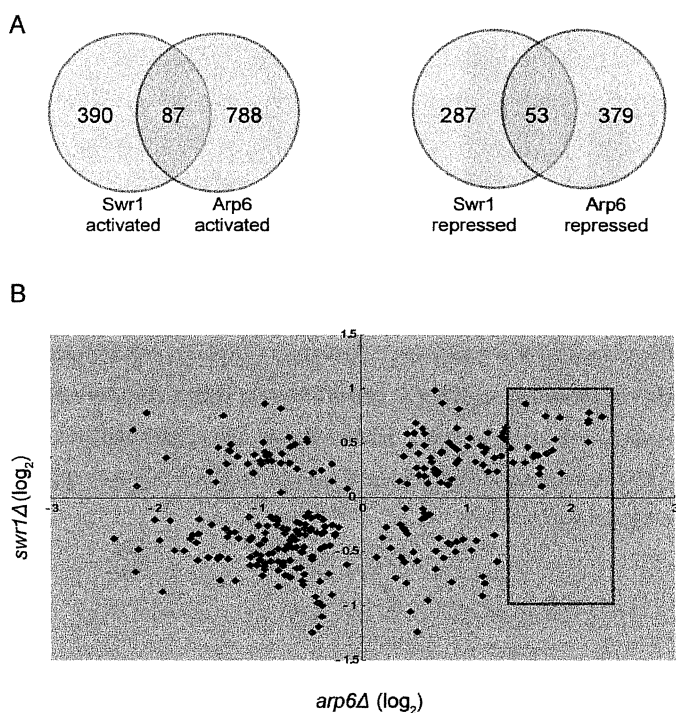 A
390 87 788
287 53 379
Swr1 activated
Arp6 activated
Swr1 repressed
Arp6 repressed
B
1.5
1
0.5
0
-0.5
-1
-1.5
-3 -2 -1 0 1 2 3
swr1Δ (log2)
arp6Δ (log2)